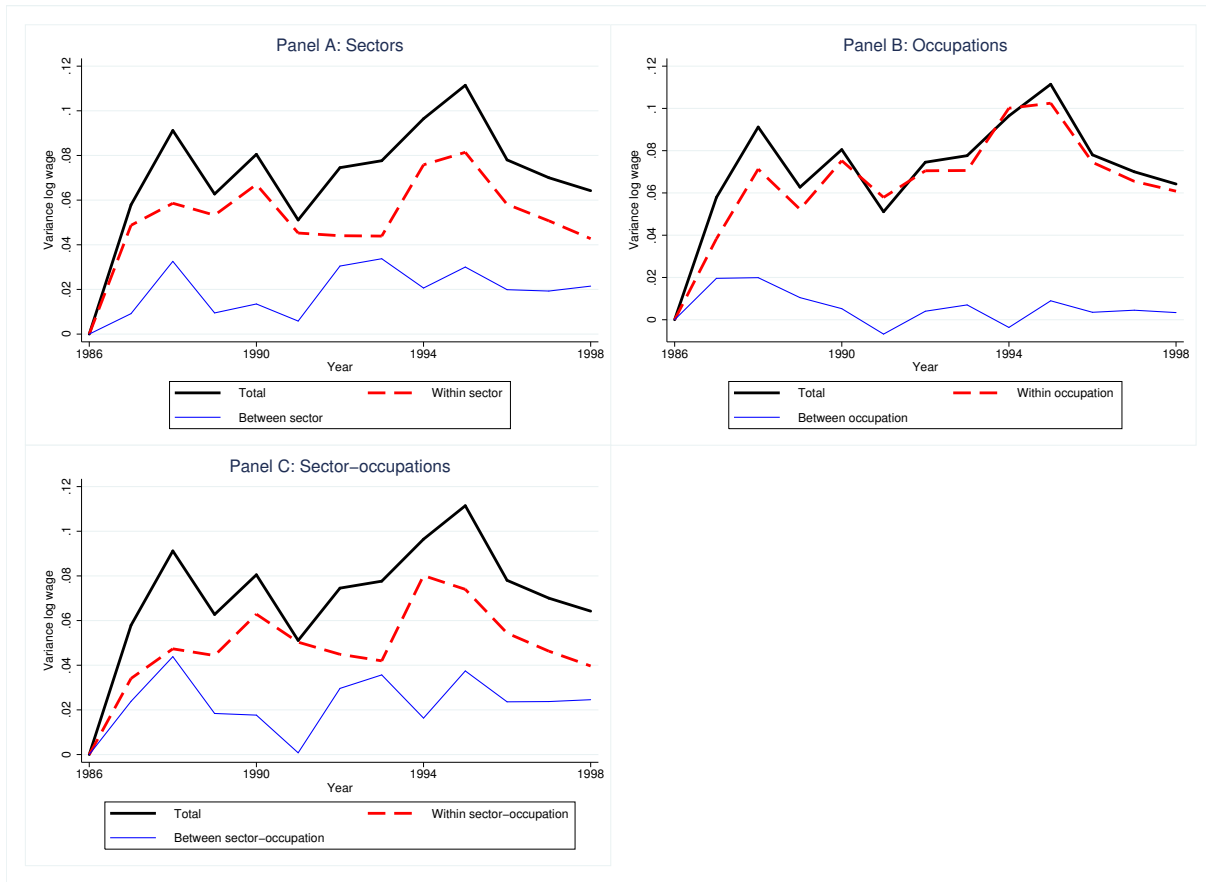 Panel A: Sectors
Variance log wage
.12
.1
.08
.06
.04
.02
0
1986 1990 1994 1998
Year
Total Within sector
Between sector
Panel B: Occupations
Variance log wage
.12
.1
.08
.06
.04
.02
0
1986 1990 1994 1998
Year
Total Within occupation
Between occupation
Panel C: Sector−occupations
Variance log wage
.12
.1
.08
.06
.04
.02
0
1986 1990 1994 1998
Year
Total Within sector−occupation
Between sector−occupation